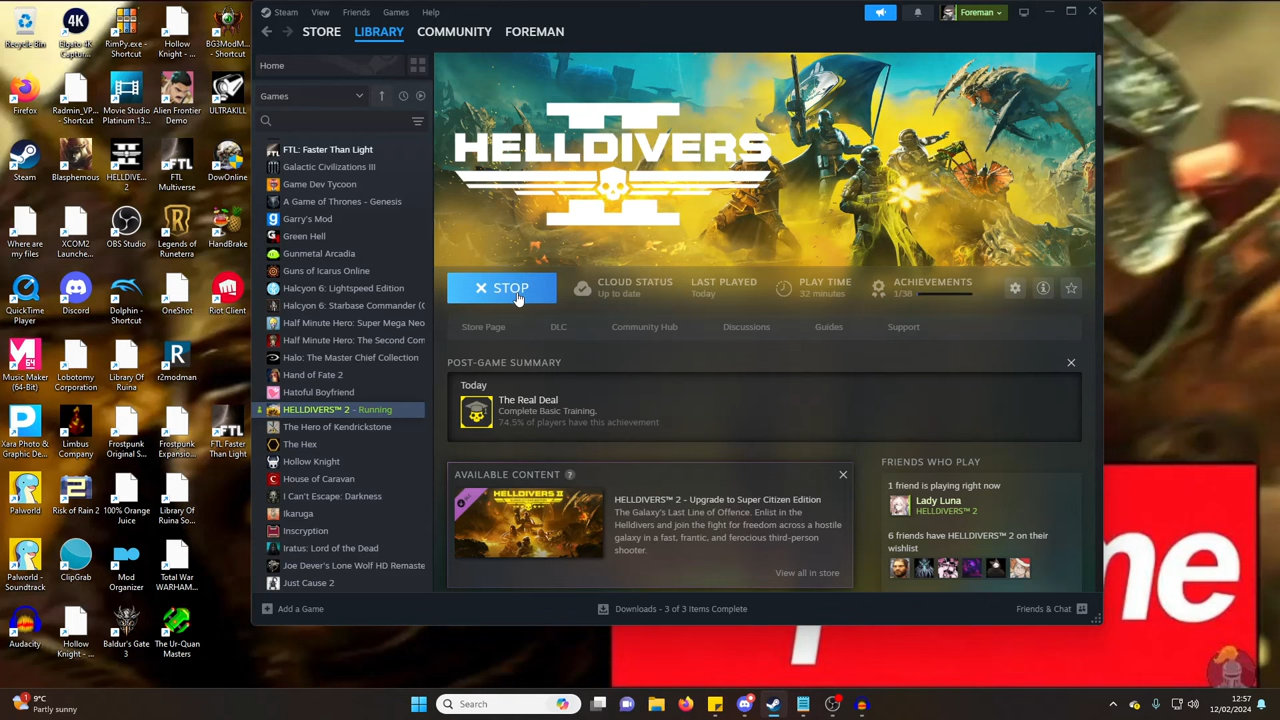 Steam View Friends Games Help
Foreman
STORE LIBRARY COMMUNITY FOREMAN
Home
Games
FTL: Faster Than Light
Galactic Civilizations III
Game Dev Tycoon
A Game of Thrones - Genesis
Garry's Mod
Green Hell
Gunmetal Arcadia
Guns of Icarus Online
Halcyon 6: Lightspeed Edition
Halcyon 6: Starbase Commander (C
Half Minute Hero: Super Mega Neo
Half Minute Hero: The Second Com
Halo: The Master Chief Collection
Hand of Fate 2
Hatoful Boyfriend
HELLDIVERS™ 2 - Running
The Hero of Kendrickstone
The Hex
Hollow Knight
House of Caravan
I Can't Escape: Darkness
Ikaruga
Inscryption
Iratus: Lord of the Dead
Joe Dever's Lone Wolf HD Remaste
Just Cause 2
Add a Game
HELLDIVERS
II
STOP
CLOUD STATUS
Up to date
LAST PLAYED
Today
PLAY TIME
32 minutes
ACHIEVEMENTS
1/38
Store Page DLC Community Hub Discussions Guides Support
POST-GAME SUMMARY
Today
The Real Deal
Complete Basic Training.
74.5% of players have this achievement
AVAILABLE CONTENT ?
HELLDIVERS II
HELLDIVERS™ 2 - Upgrade to Super Citizen Edition
The Galaxy's Last Line of Offence. Enlist in the
Helldivers and join the fight for freedom across a hostile
galaxy in a fast, frantic, and ferocious third-person
shooter.
View all in store
FRIENDS WHO PLAY
1 friend is playing right now
Lady Luna
HELLDIVERS™ 2
6 friends have HELLDIVERS™ 2 on their
wishlist
Downloads - 3 of 3 Items Complete
Friends & Chat
Recycle Bin
4K
Elgato 4K
Captur...
RimPy.exe -
Shortcut
Hollow
Knight - ...
BG3ModM...
- Shortcut
Firefox
Radmin_VP...
- Shortcut
Movie Studio
Platinum 13...
Alien Frontier
Demo
ULTRAKILL
Steam
Blasphemous
HELLDIVE...
2
FTL
FTL
Multiverse
DowOnline
Where are
my files
XCOM2
Launche...
OBS Studio
Legends of
Runeterra
HandBrake
QuickTime
Player
Discord
Dolphin -
Shortcut
OneShot
Riot Client
Music Maker
(64-Bit)
Lobotomy
Corporation
Library Of
Ruina
R
r2modman
Xara Photo &
Graphic De...
Limbus
Company
Frostpunk
Original S...
Frostpunk
Expansion ...
FTL
FTL Faster
Than Light
Palworld
Risk of Rain 2
100% Orange
Juice
Library Of
Ruina So...
Palworld -
Soundtrack
ClipGrab
Mod
Organizer
Total War
WARHAM...
Audacity
Hollow
Knight - ...
Baldur's Gate
3
The Ur-Quan
Masters
1
9°C
Partly sunny
Search
12:57
12/02/2024